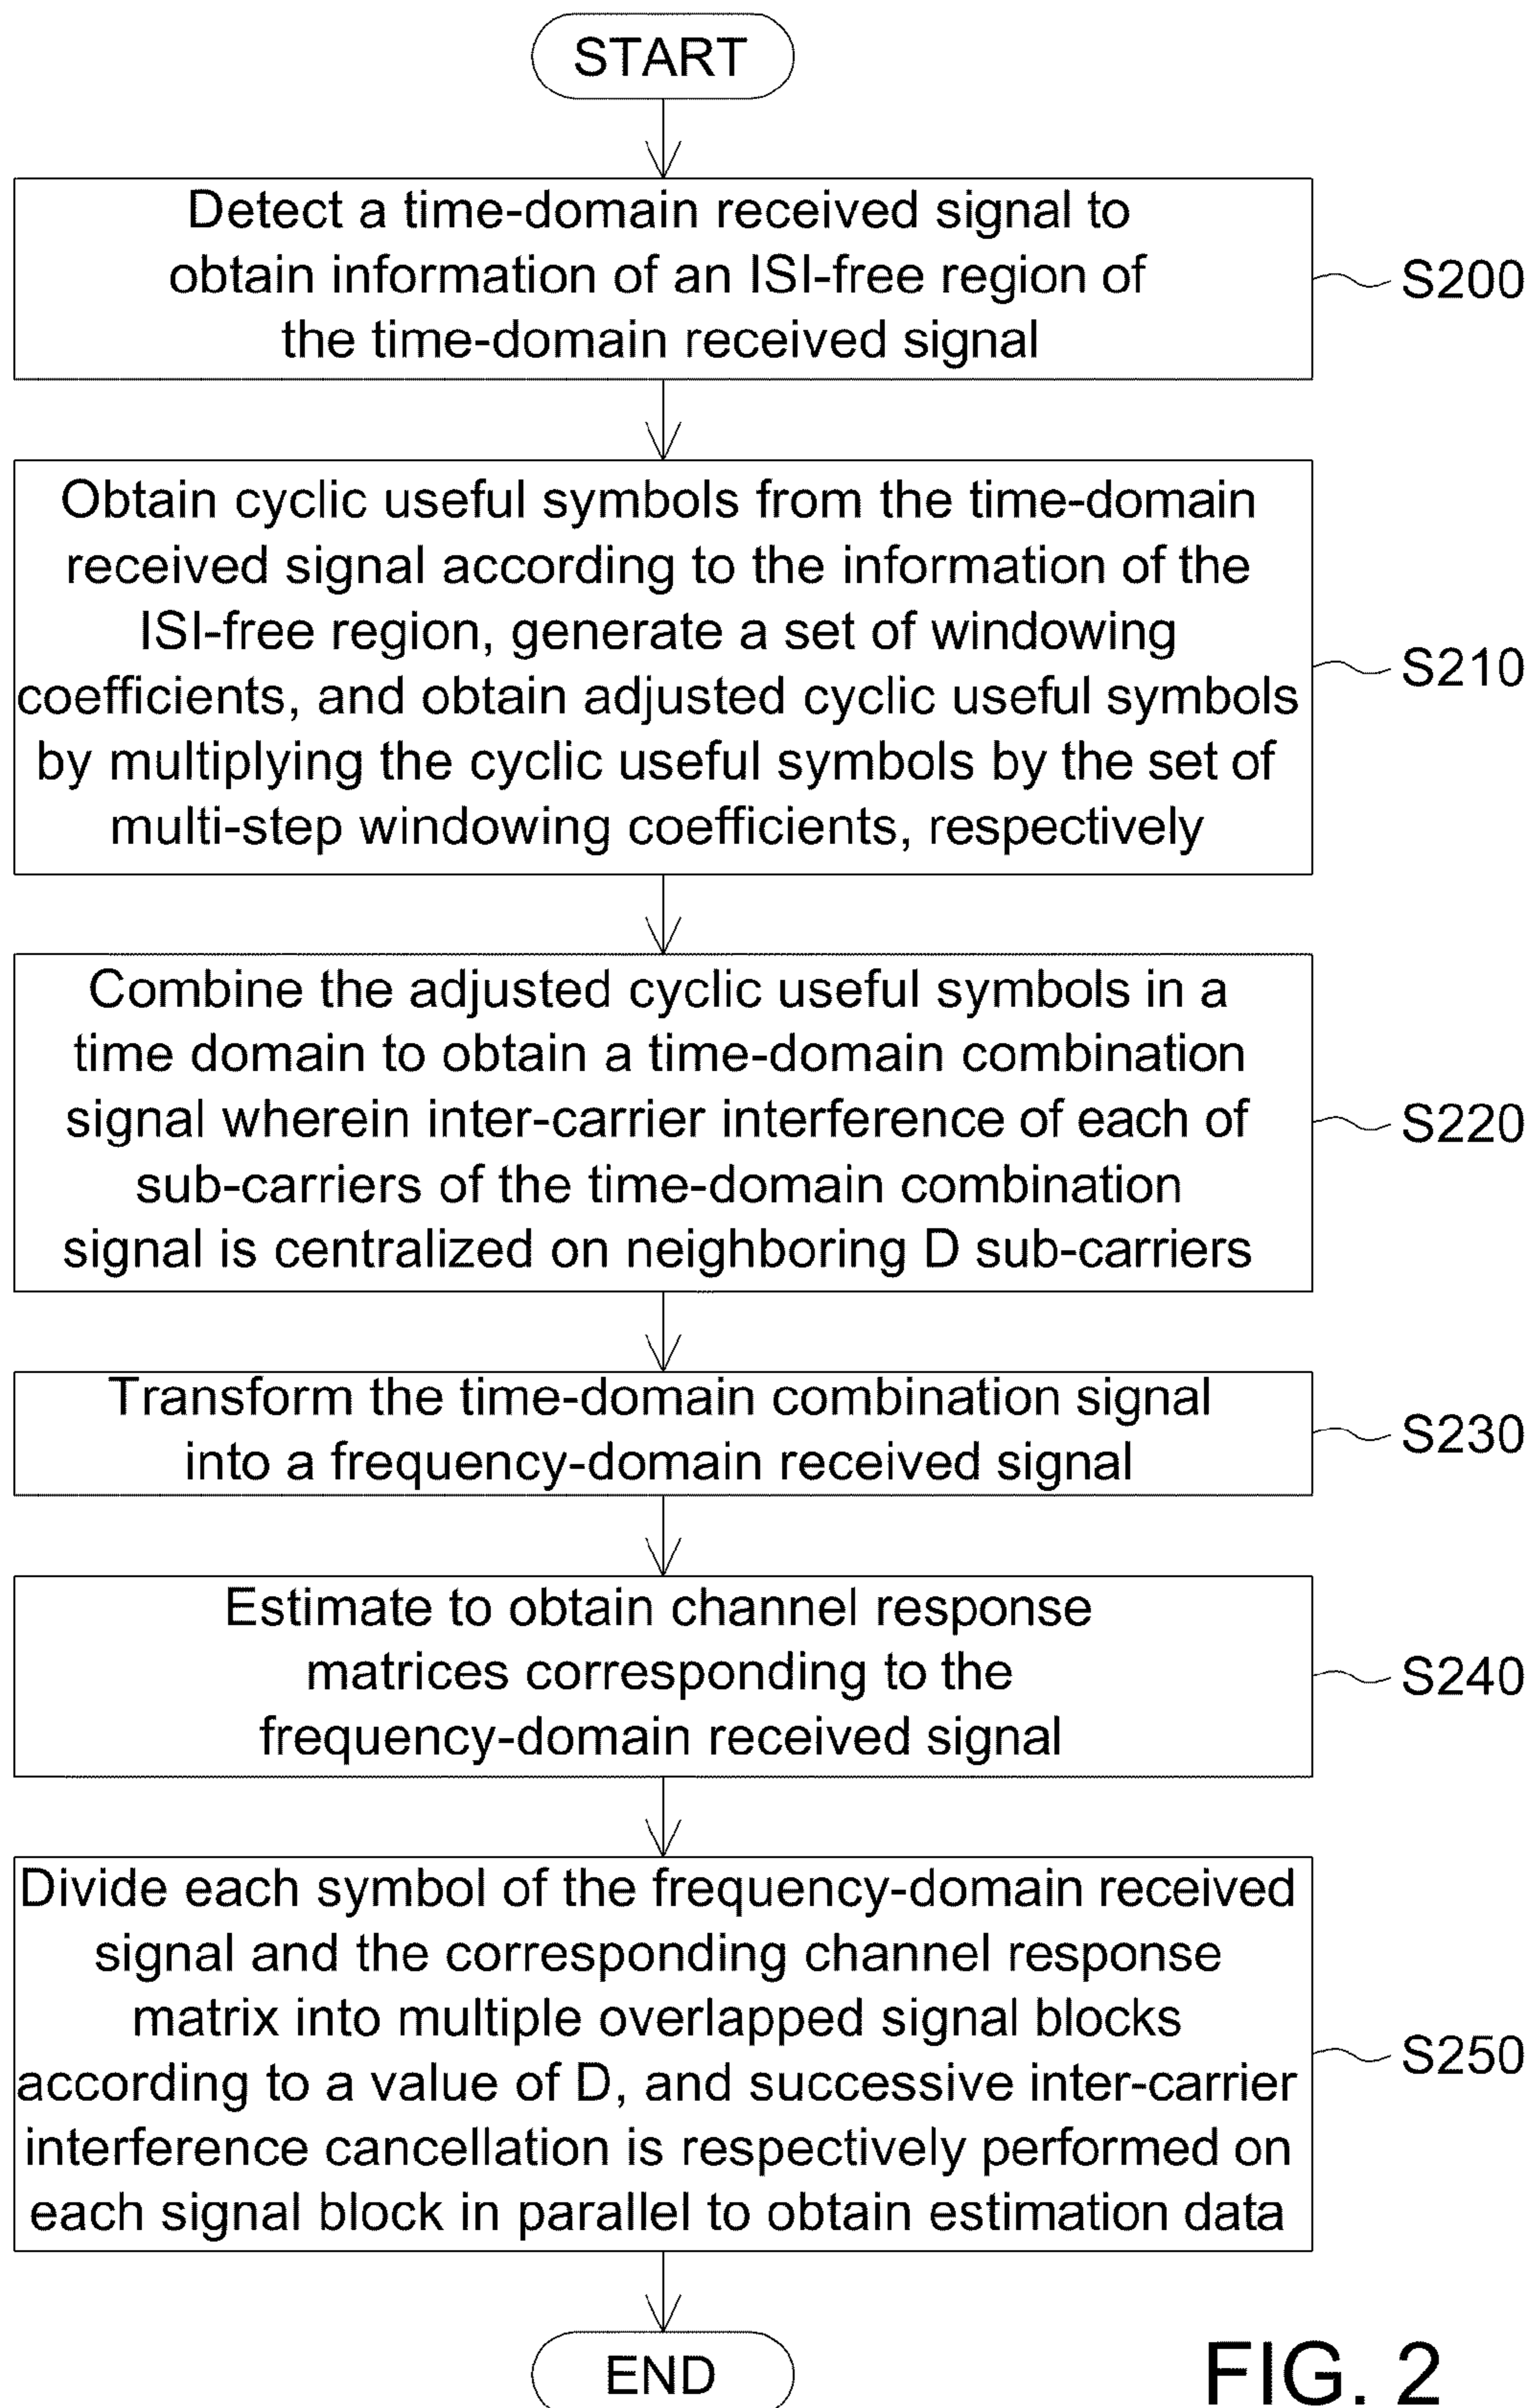 START
Detect a time-domain received signal to
obtain information of an ISI-free region of
the time-domain received signal
S200
Obtain cyclic useful symbols from the time-domain
received signal according to the information of the
ISI-free region, generate a set of windowing
coefficients, and obtain adjusted cyclic useful symbols
by multiplying the cyclic useful symbols by the set of
multi-step windowing coefficients, respectively
S210
Combine the adjusted cyclic useful symbols in a
time domain to obtain a time-domain combination
signal wherein inter-carrier interference of each of
sub-carriers of the time-domain combination
signal is centralized on neighboring D sub-carriers
S220
Transform the time-domain combination signal
into a frequency-domain received signal
S230
Estimate to obtain channel response
matrices corresponding to the
frequency-domain received signal
S240
Divide each symbol of the frequency-domain received
signal and the corresponding channel response
matrix into multiple overlapped signal blocks
according to a value of D, and successive inter-carrier
interference cancellation is respectively performed on
each signal block in parallel to obtain estimation data
S250
END
FIG. 2